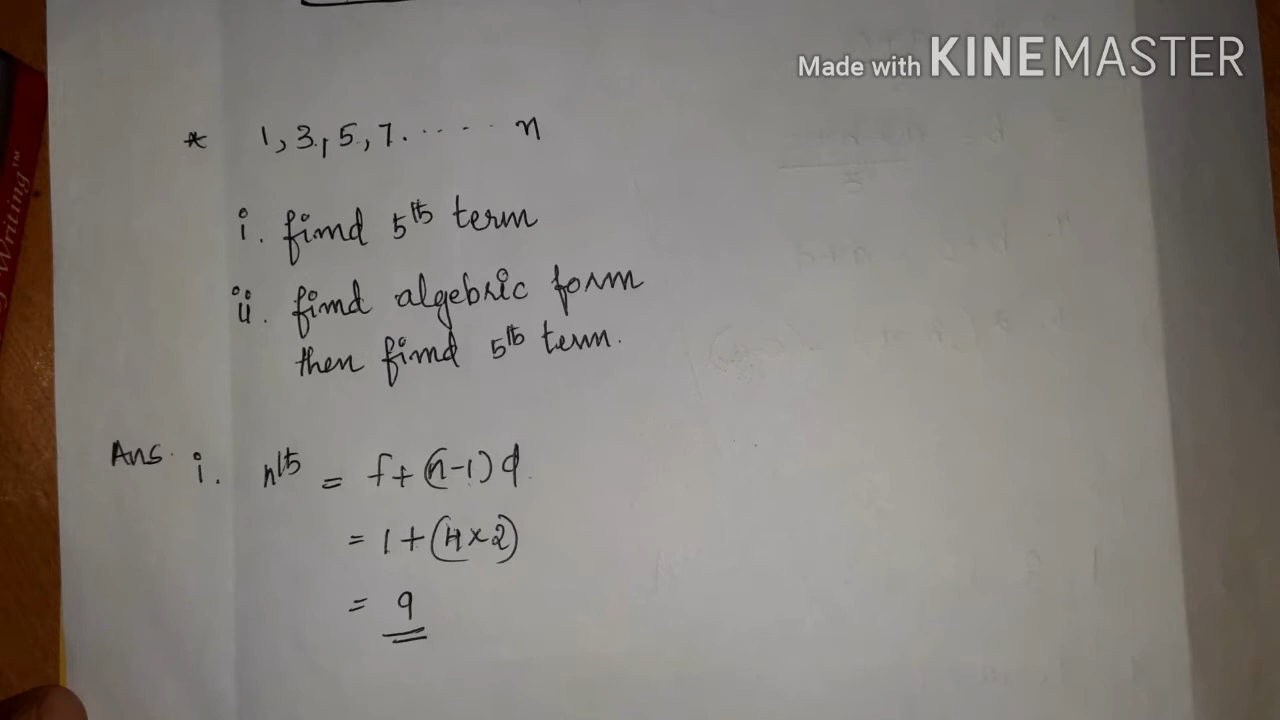 Made with KINEMASTER
* 1, 3, 5, 7. ..... n
i. find 5th term
ii. find algebric form
then find 5th term.
Ans. i. nth = f+(n-1)d
= 1+(4×2)
= 9
Writing™